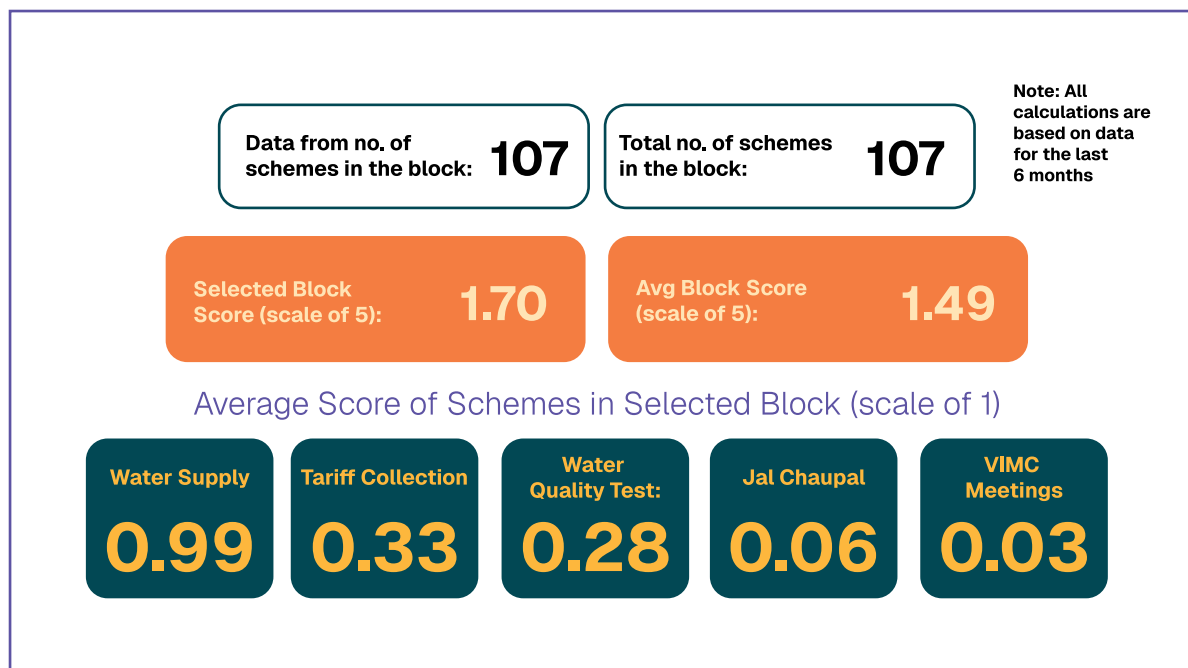 Data from no. of
schemes in the block:
107
Total no. of schemes
in the block:
107
Note: All
calculations are
based on data
for the last
6 months
Selected Block
Score (scale of 5):
1.70
Avg Block Score
(scale of 5):
1.49
Average Score of Schemes in Selected Block (scale of 1)
Water Supply
0.99
Tariff Collection
0.33
Water
Quality Test:
0.28
Jal Chaupal
0.06
VIMC
Meetings
0.03